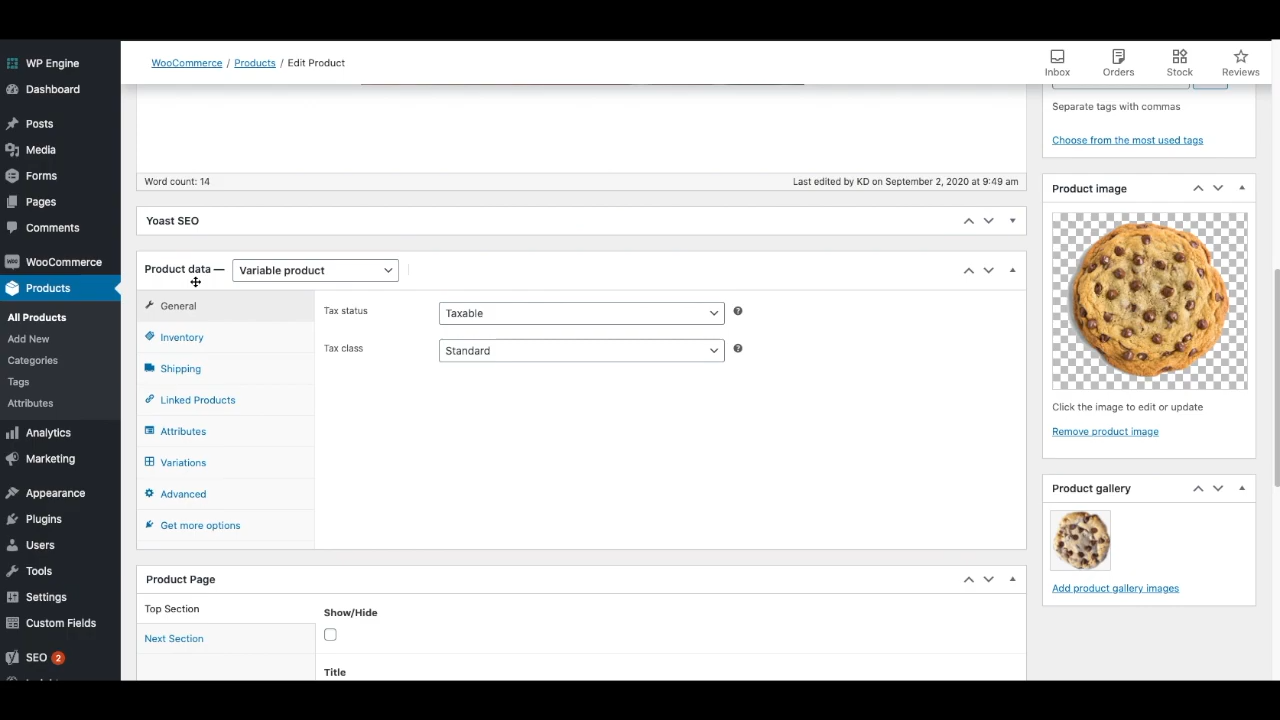 WP Engine
Dashboard
Posts
Media
Forms
Pages
Comments
WooCommerce
Products
All Products
Add New
Categories
Tags
Attributes
Analytics
Marketing
Appearance
Plugins
Users
Tools
Settings
Custom Fields
SEO 2
WooCommerce / Products / Edit Product
Inbox
Orders
Stock
Reviews
Word count: 14
Last edited by KD on September 2, 2020 at 9:49 am
Yoast SEO
Product data — Variable product
General
Inventory
Shipping
Linked Products
Attributes
Variations
Advanced
Get more options
Tax status Taxable
Tax class Standard
Product Page
Top Section
Next Section
Show/Hide
Title
Separate tags with commas
Choose from the most used tags
Product image
Click the image to edit or update
Remove product image
Product gallery
Add product gallery images